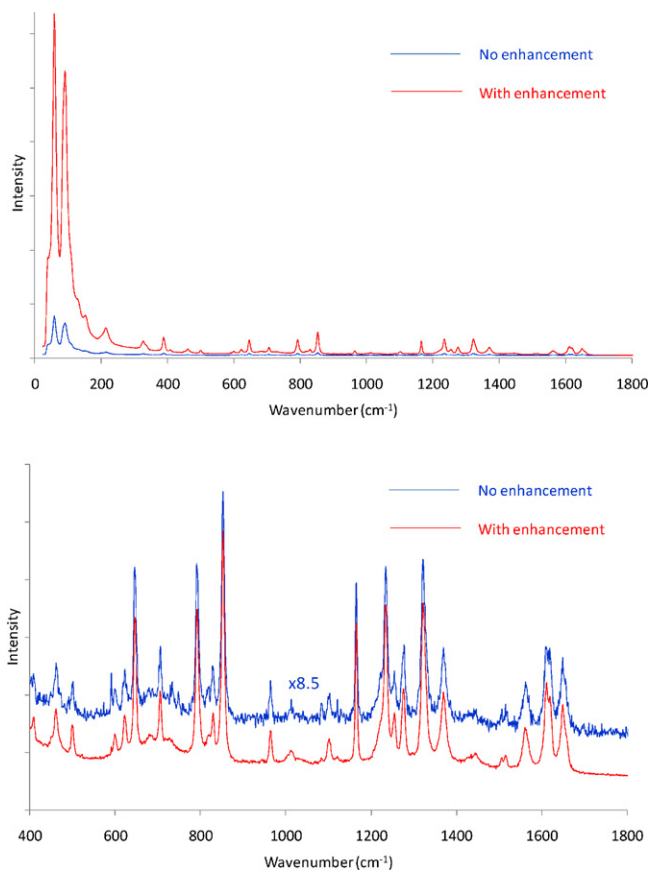 No enhancement
With enhancement
Intensity
0 200 400 600 800 1000 1200 1400 1600 1800
Wavenumber (cm⁻¹)
No enhancement
With enhancement
Intensity
x8.5
400 600 800 1000 1200 1400 1600 1800
Wavenumber (cm⁻¹)